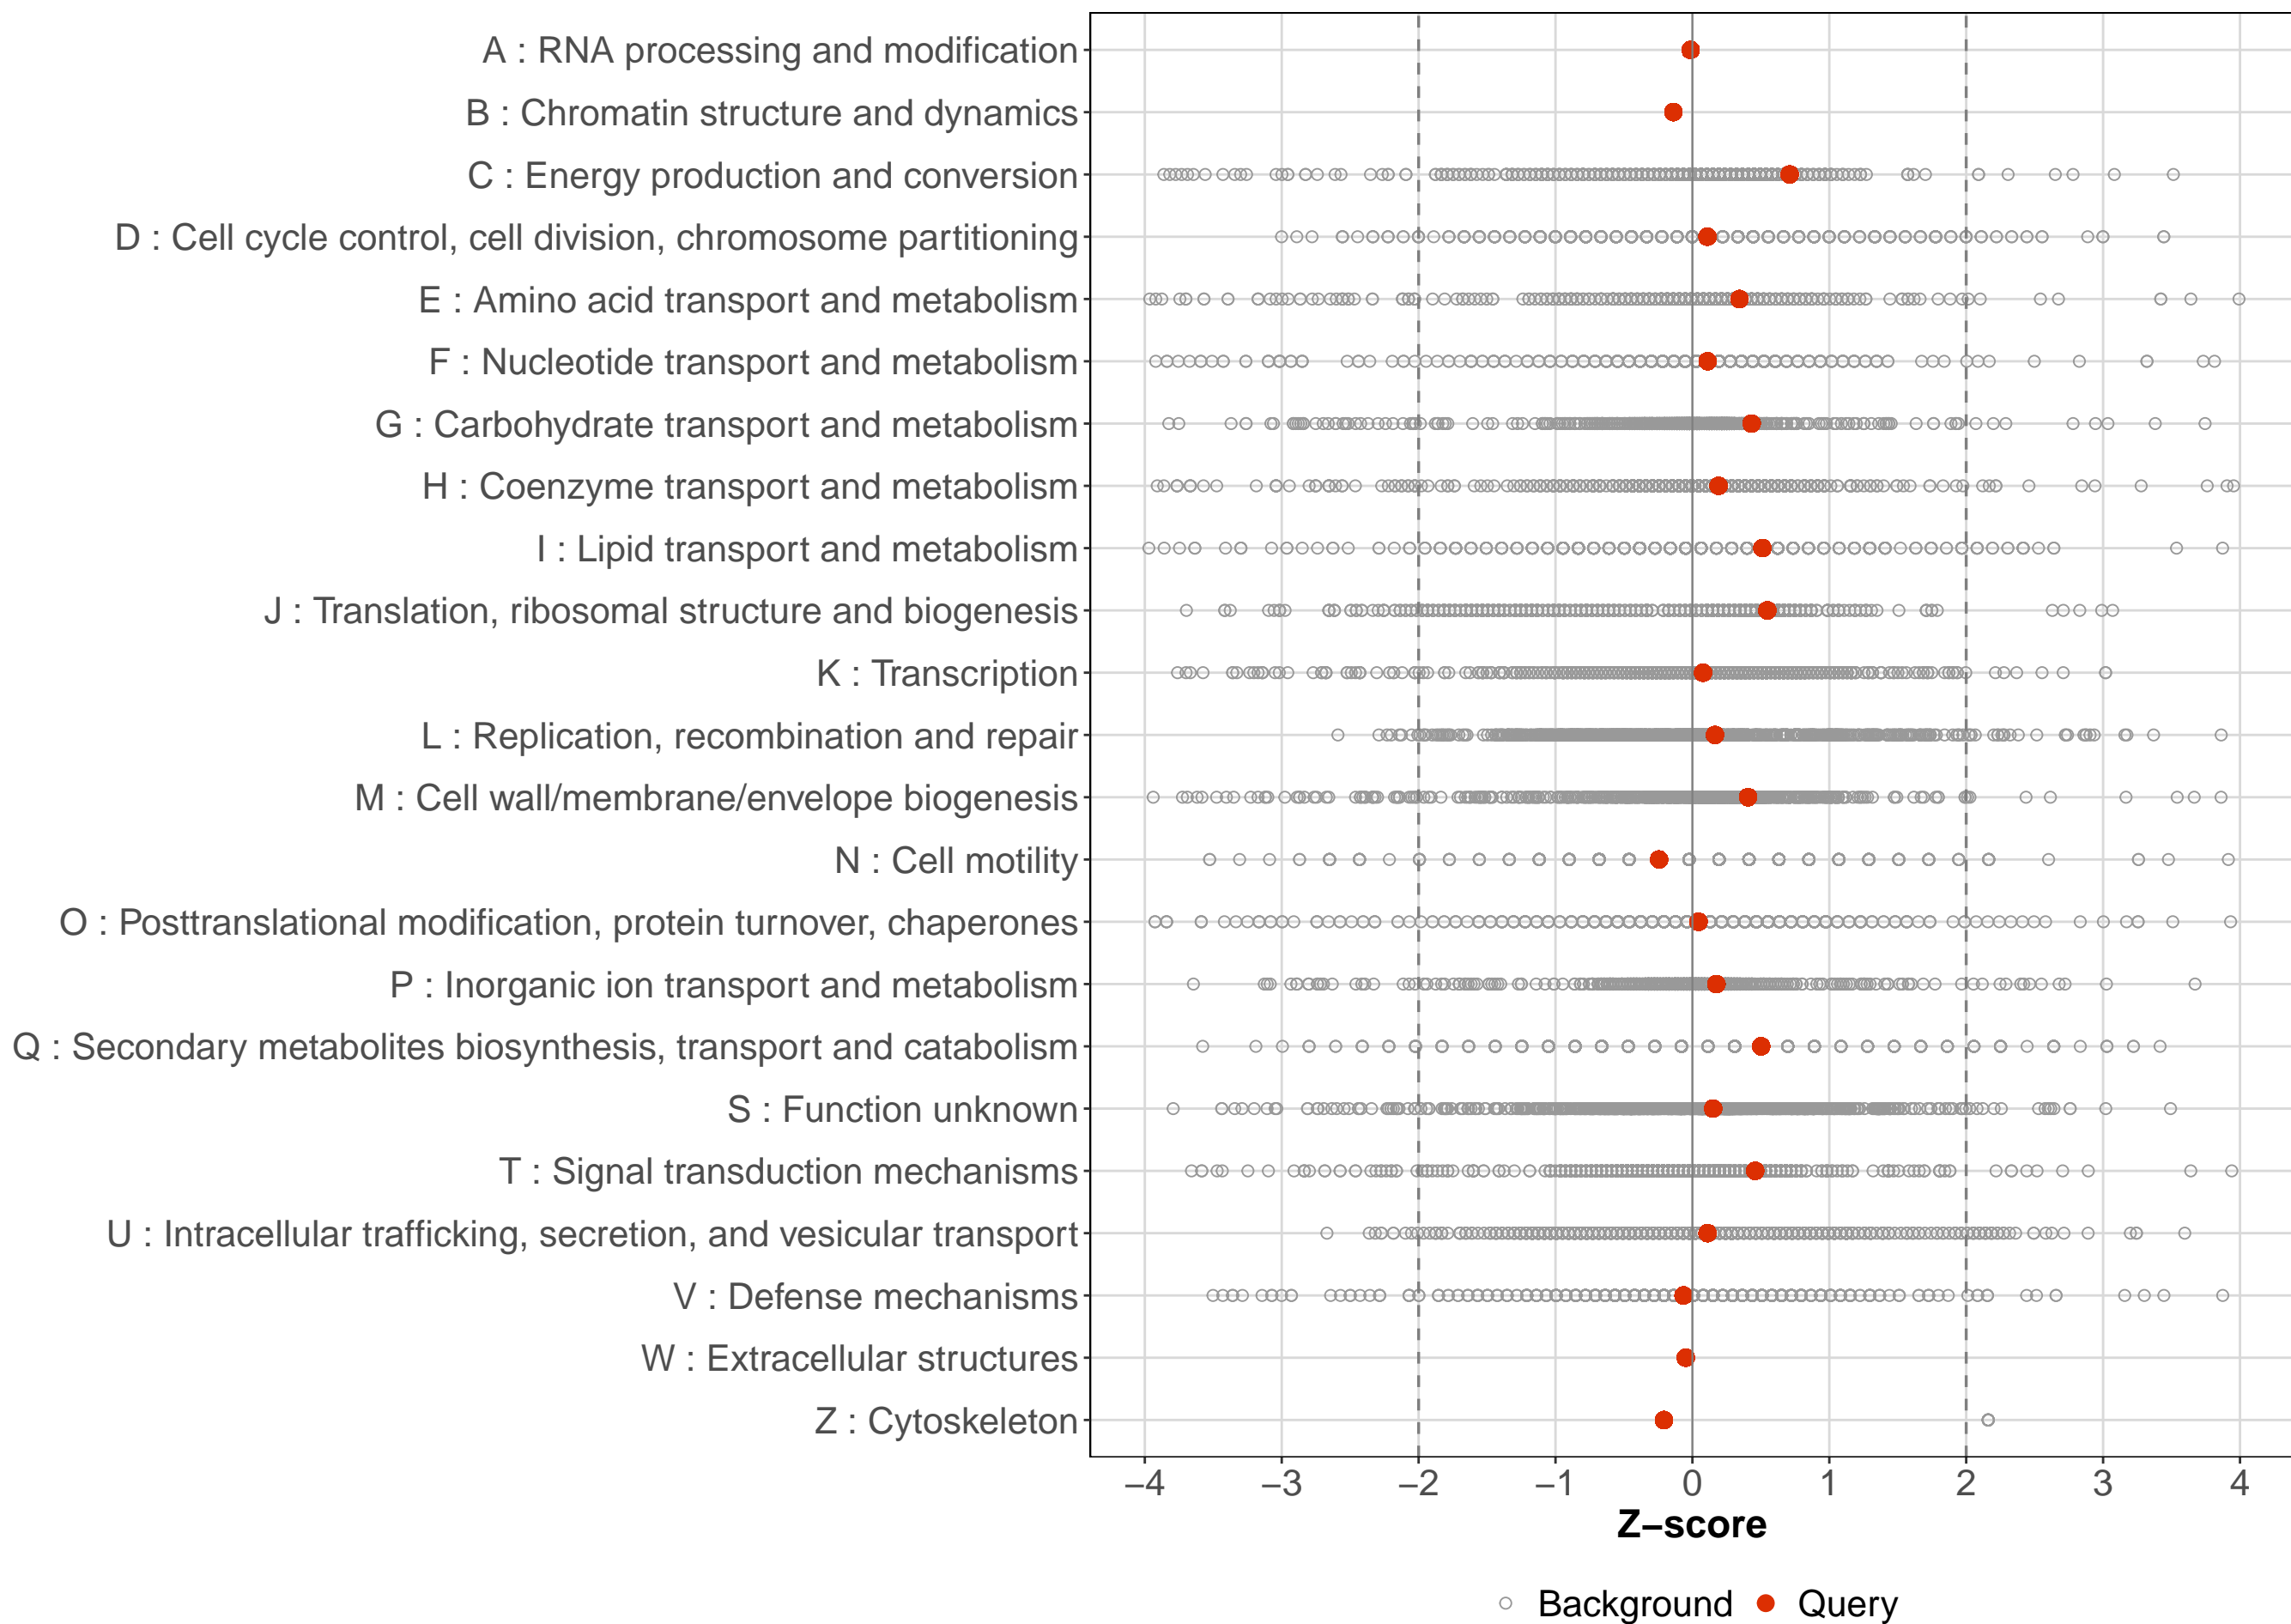 A : RNA processing and modification
B : Chromatin structure and dynamics
C : Energy production and conversion
D : Cell cycle control, cell division, chromosome partitioning
E : Amino acid transport and metabolism
F : Nucleotide transport and metabolism
G : Carbohydrate transport and metabolism
H : Coenzyme transport and metabolism
I : Lipid transport and metabolism
J : Translation, ribosomal structure and biogenesis
K : Transcription
L : Replication, recombination and repair
M : Cell wall/membrane/envelope biogenesis
N : Cell motility
O : Posttranslational modification, protein turnover, chaperones
P : Inorganic ion transport and metabolism
Q : Secondary metabolites biosynthesis, transport and catabolism
S : Function unknown
T : Signal transduction mechanisms
U : Intracellular trafficking, secretion, and vesicular transport
V : Defense mechanisms
W : Extracellular structures
Z : Cytoskeleton
−4 −3 −2 −1 0 1 2 3 4
Z−score
Background Query